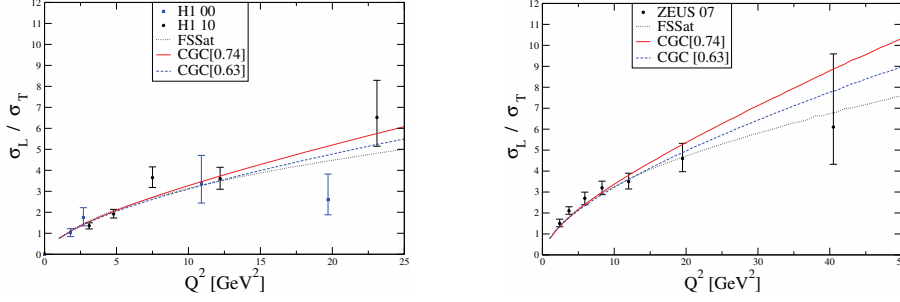 12
11
10
9
8
7
6
5
4
3
2
1
0
σL / σT
H1 00
H1 10
FSSat
CGC[0.74]
CGC[0.63]
0 5 10 15 20 25
Q² [GeV²]
12
11
10
9
8
7
6
5
4
3
2
1
0
σL / σT
ZEUS 07
FSSat
CGC[0.74]
CGC [0.63]
0 10 20 30 40
Q² [GeV²]